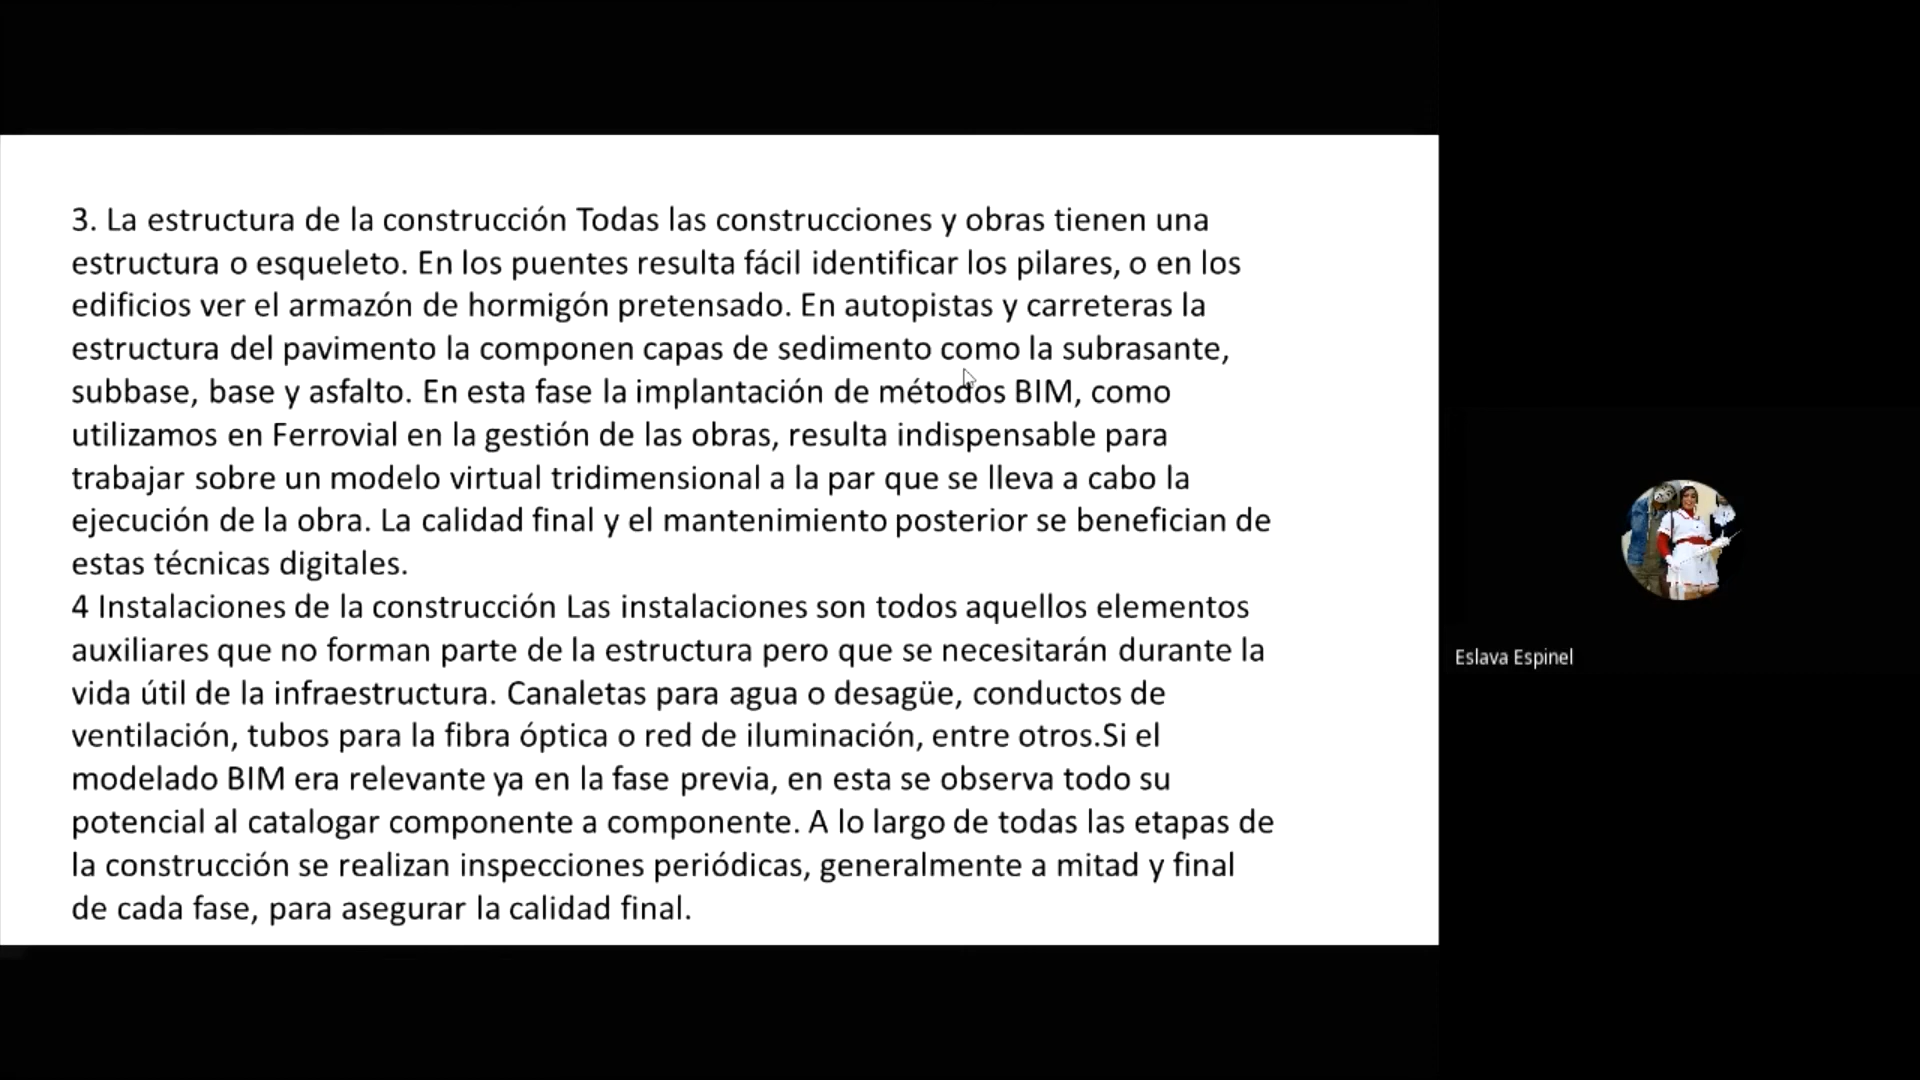 3. La estructura de la construcción Todas las construcciones y obras tienen una
estructura o esqueleto. En los puentes resulta fácil identificar los pilares, o en los
edificios ver el armazón de hormigón pretensado. En autopistas y carreteras la
estructura del pavimento la componen capas de sedimento como la subrasante,
subbase, base y asfalto. En esta fase la implantación de métodos BIM, como
utilizamos en Ferrovial en la gestión de las obras, resulta indispensable para
trabajar sobre un modelo virtual tridimensional a la par que se lleva a cabo la
ejecución de la obra. La calidad final y el mantenimiento posterior se benefician de
estas técnicas digitales.
4 Instalaciones de la construcción Las instalaciones son todos aquellos elementos
auxiliares que no forman parte de la estructura pero que se necesitarán durante la
vida útil de la infraestructura. Canaletas para agua o desagüe, conductos de
ventilación, tubos para la fibra óptica o red de iluminación, entre otros.Si el
modelado BIM era relevante ya en la fase previa, en esta se observa todo su
potencial al catalogar componente a componente. A lo largo de todas las etapas de
la construcción se realizan inspecciones periódicas, generalmente a mitad y final
de cada fase, para asegurar la calidad final.
Eslava Espinel